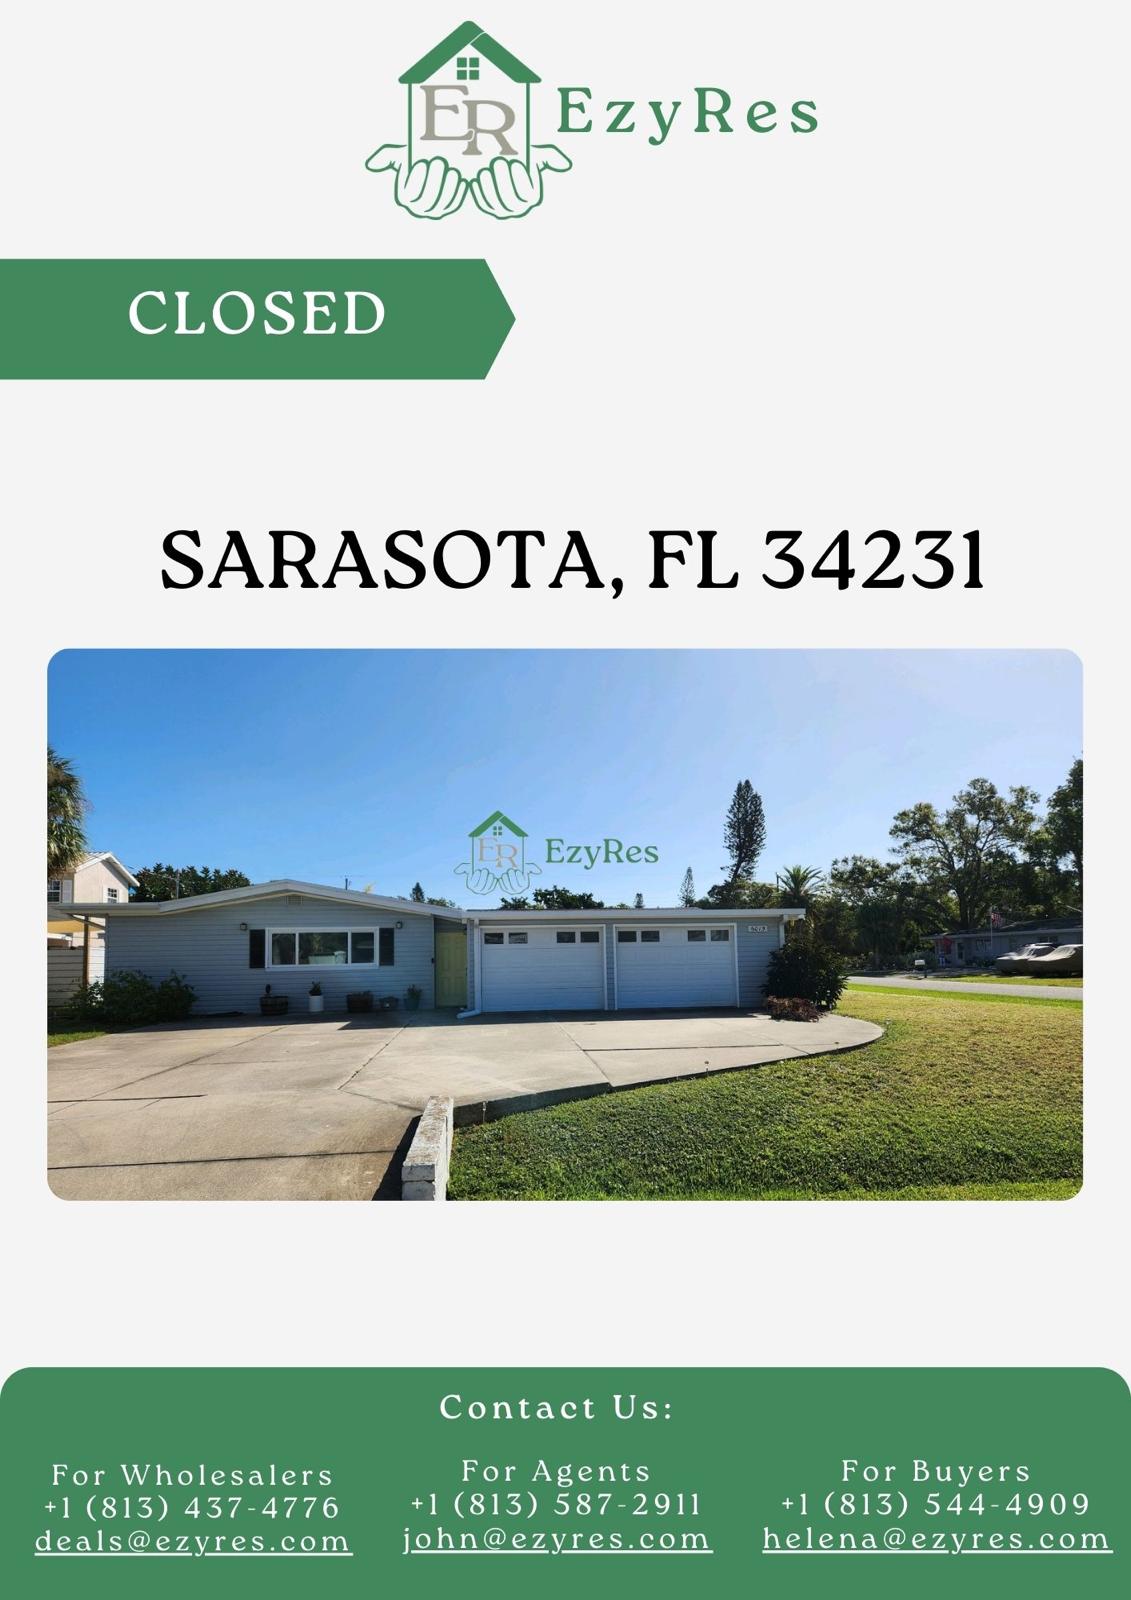 ER
EzyRes
CLOSED
SARASOTA, FL 34231
ER EzyRes
Contact Us:
For Wholesalers
+1 (813) 437-4776
deals@ezyres.com
For Agents
+1 (813) 587-2911
john@ezyres.com
For Buyers
+1 (813) 544-4909
helena@ezyres.com